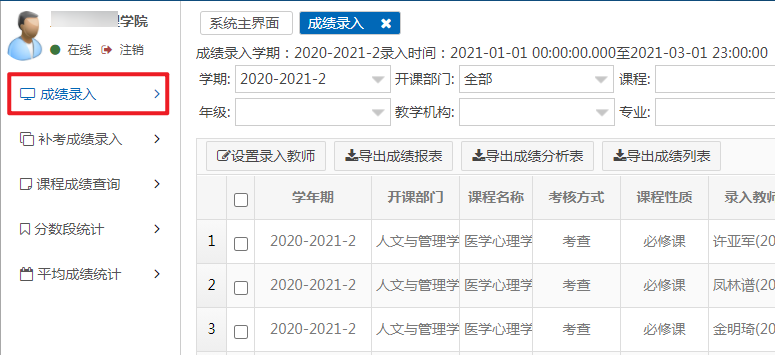 理学院
在线 注销
成绩录入
补考成绩录入
课程成绩查询
分数段统计
平均成绩统计
系统主界面 成绩录入
成绩录入学期：2020-2021-2录入时间：2021-01-01 00:00:00.000至2021-03-01 23:00:00
学期: 2020-2021-2 开课部门: 全部 课程:
年级: 教学机构: 专业:
设置录入教师 导出成绩报表 导出成绩分析表 导出成绩列表
学年期 开课部门 课程名称 考核方式 课程性质 录入教师
1 2020-2021-2 人文与管理学 医学心理学 考查 必修课 许亚军(20
2 2020-2021-2 人文与管理学 医学心理学 考查 必修课 凤林谱(20
3 2020-2021-2 人文与管理学 医学心理学 考查 必修课 金明琦(20